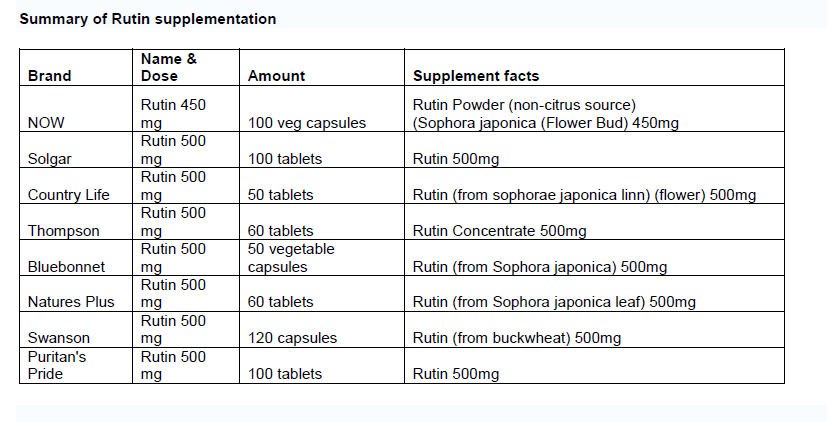 Summary of Rutin supplementation
Name &
Brand Dose Amount Supplement facts
Rutin 450 Rutin Powder (non-citrus source)
NOW mg 100 veg capsules (Sophora japonica (Flower Bud) 450mg
Rutin 500
Solgar mg 100 tablets Rutin 500mg
Rutin 500
Country Life mg 50 tablets Rutin (from sophorae japonica linn) (flower) 500mg
Rutin 500
Thompson mg 60 tablets Rutin Concentrate 500mg
Rutin 500 50 vegetable
Bluebonnet mg capsules Rutin (from Sophora japonica) 500mg
Rutin 500
Natures Plus mg 60 tablets Rutin (from Sophora japonica leaf) 500mg
Rutin 500
Swanson mg 120 capsules Rutin (from buckwheat) 500mg
Puritan's Rutin 500
Pride mg 100 tablets Rutin 500mg